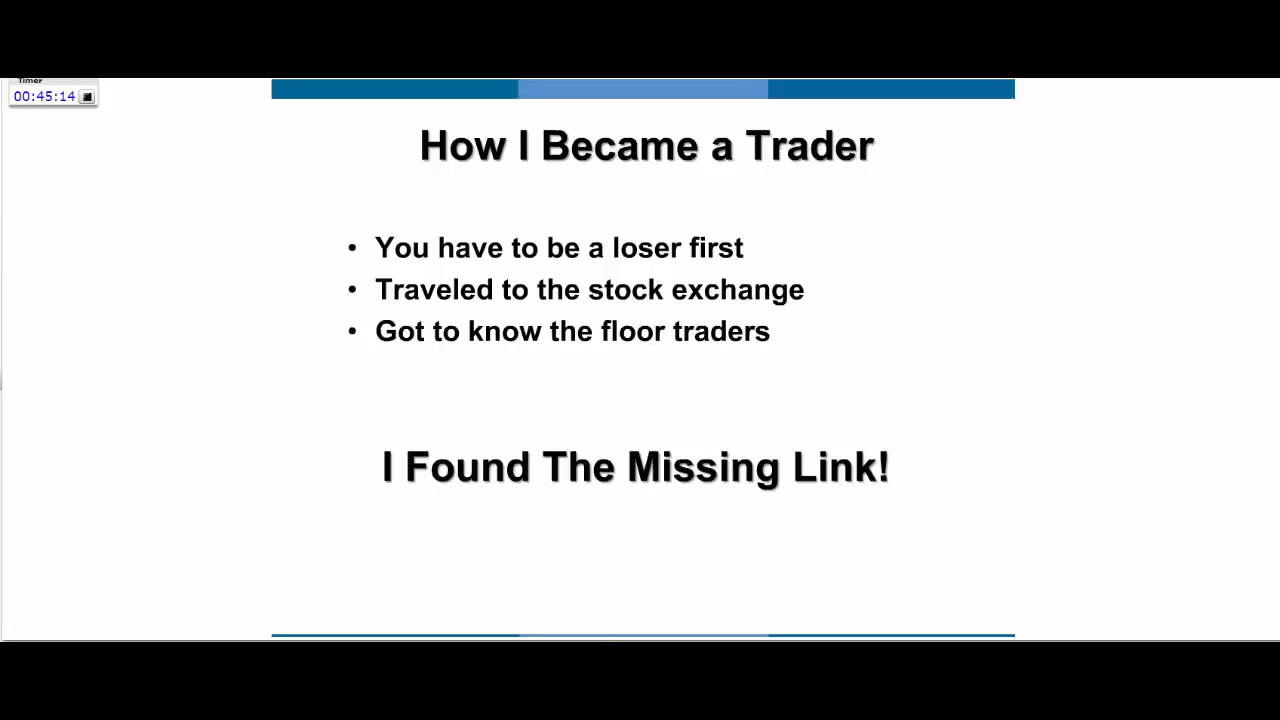 Timer
00:45:14
How I Became a Trader
• You have to be a loser first
• Traveled to the stock exchange
• Got to know the floor traders
I Found The Missing Link!